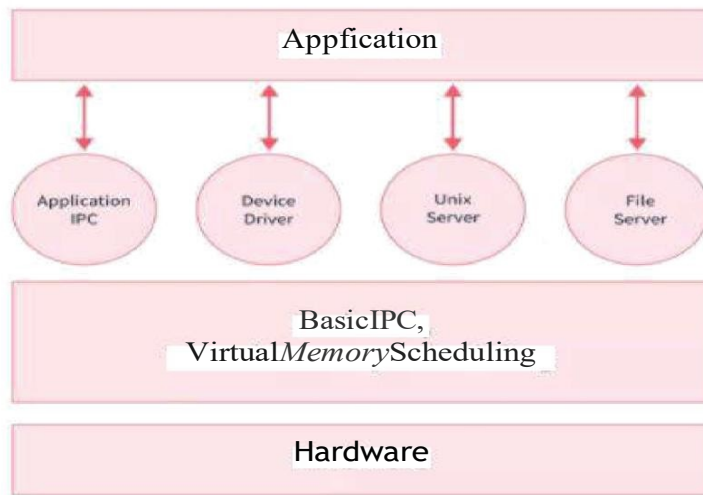 Appfication
Application
IPC
Device
Driver
Unix
Server
File
Server
BasicIPC,
VirtualMemoryScheduling
Hardware